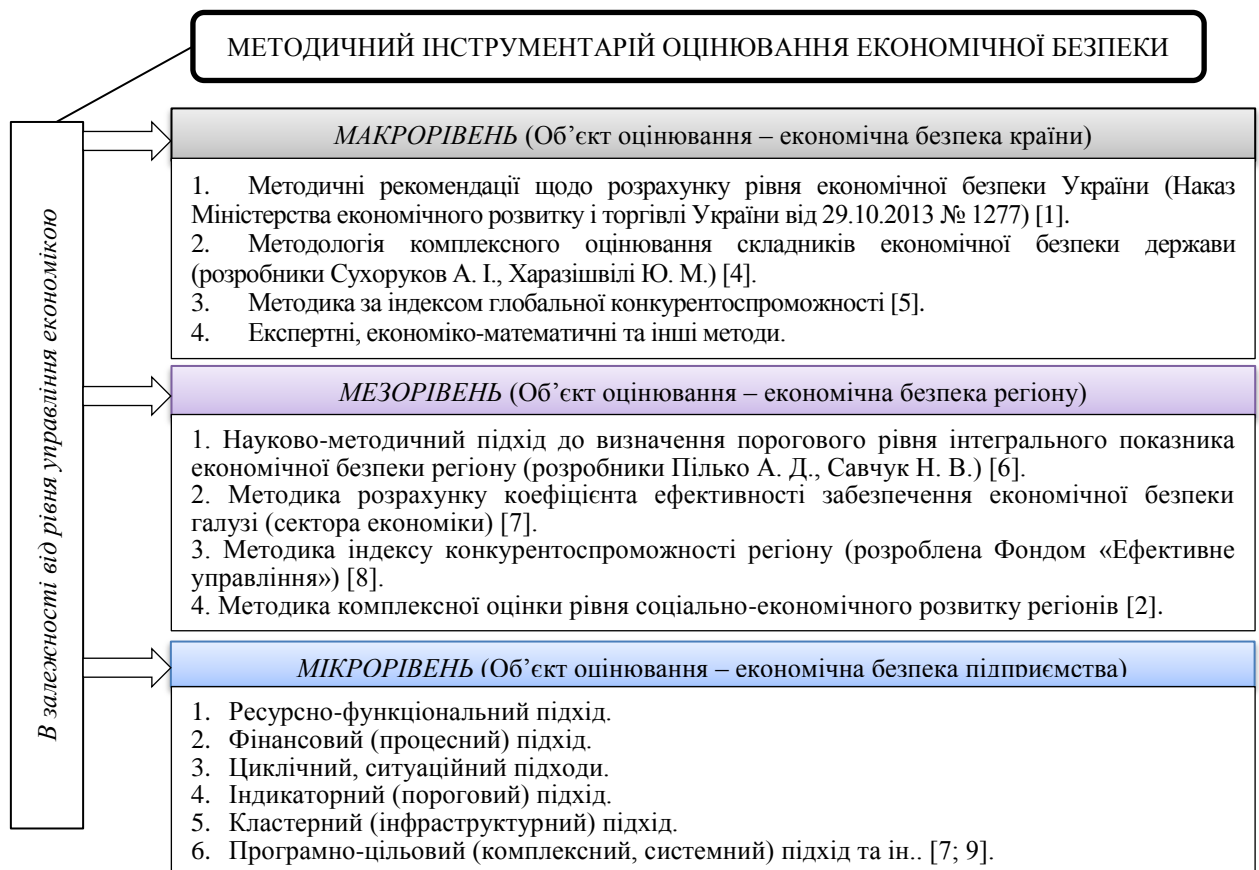 МЕТОДИЧНИЙ ІНСТРУМЕНТАРІЙ ОЦІНЮВАННЯ ЕКОНОМІЧНОЇ БЕЗПЕКИ
В залежності від рівня управління економікою
МАКРОРІВЕНЬ (Об’єкт оцінювання – економічна безпека країни)
1. Методичні рекомендації щодо розрахунку рівня економічної безпеки України (Наказ
Міністерства економічного розвитку і торгівлі України від 29.10.2013 № 1277) [1].
2. Методологія комплексного оцінювання складників економічної безпеки держави
(розробники Сухоруков А. І., Харазішвілі Ю. М.) [4].
3. Методика за індексом глобальної конкурентоспроможності [5].
4. Експертні, економіко-математичні та інші методи.
МЕЗОРІВЕНЬ (Об’єкт оцінювання – економічна безпека регіону)
1. Науково-методичний підхід до визначення порогового рівня інтегрального показника
економічної безпеки регіону (розробники Пілько А. Д., Савчук Н. В.) [6].
2. Методика розрахунку коефіцієнта ефективності забезпечення економічної безпеки
галузі (сектора економіки) [7].
3. Методика індексу конкурентоспроможності регіону (розроблена Фондом «Ефективне
управління») [8].
4. Методика комплексної оцінки рівня соціально-економічного розвитку регіонів [2].
МІКРОРІВЕНЬ (Об’єкт оцінювання – економічна безпека підприємства)
1. Ресурсно-функціональний підхід.
2. Фінансовий (процесний) підхід.
3. Циклічний, ситуаційний підходи.
4. Індикаторний (пороговий) підхід.
5. Кластерний (інфраструктурний) підхід.
6. Програмно-цільовий (комплексний, системний) підхід та ін.. [7; 9].